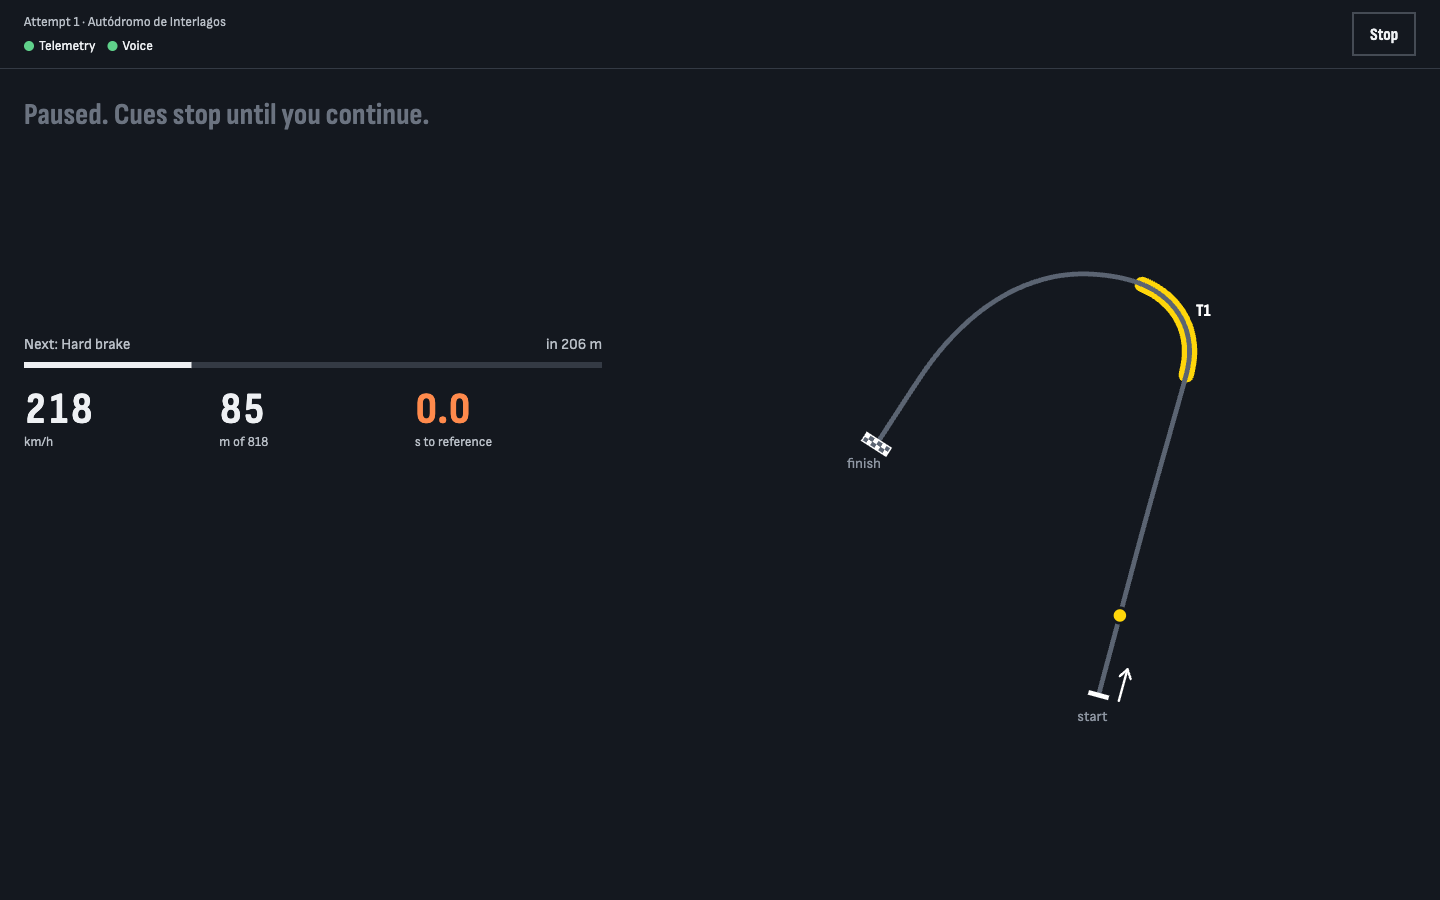 Attempt 1 · Autódromo de Interlagos
Telemetry Voice
Stop
Paused. Cues stop until you continue.
Next: Hard brake in 206 m
218 85 0.0
km/h m of 818 s to reference
T1
finish
start